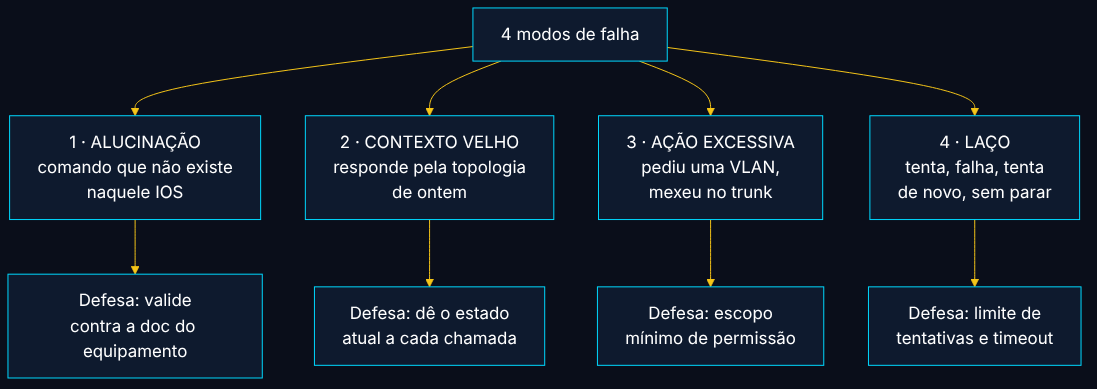 4 modos de falha
1 · ALUCINAÇÃO
comando que não existe
naquele IOS
2 · CONTEXTO VELHO
responde pela topologia
de ontem
3 · AÇÃO EXCESSIVA
pediu uma VLAN,
mexeu no trunk
4 · LAÇO
tenta, falha, tenta
de novo, sem parar
Defesa: valide
contra a doc do
equipamento
Defesa: dê o estado
atual a cada chamada
Defesa: escopo
mínimo de permissão
Defesa: limite de
tentativas e timeout